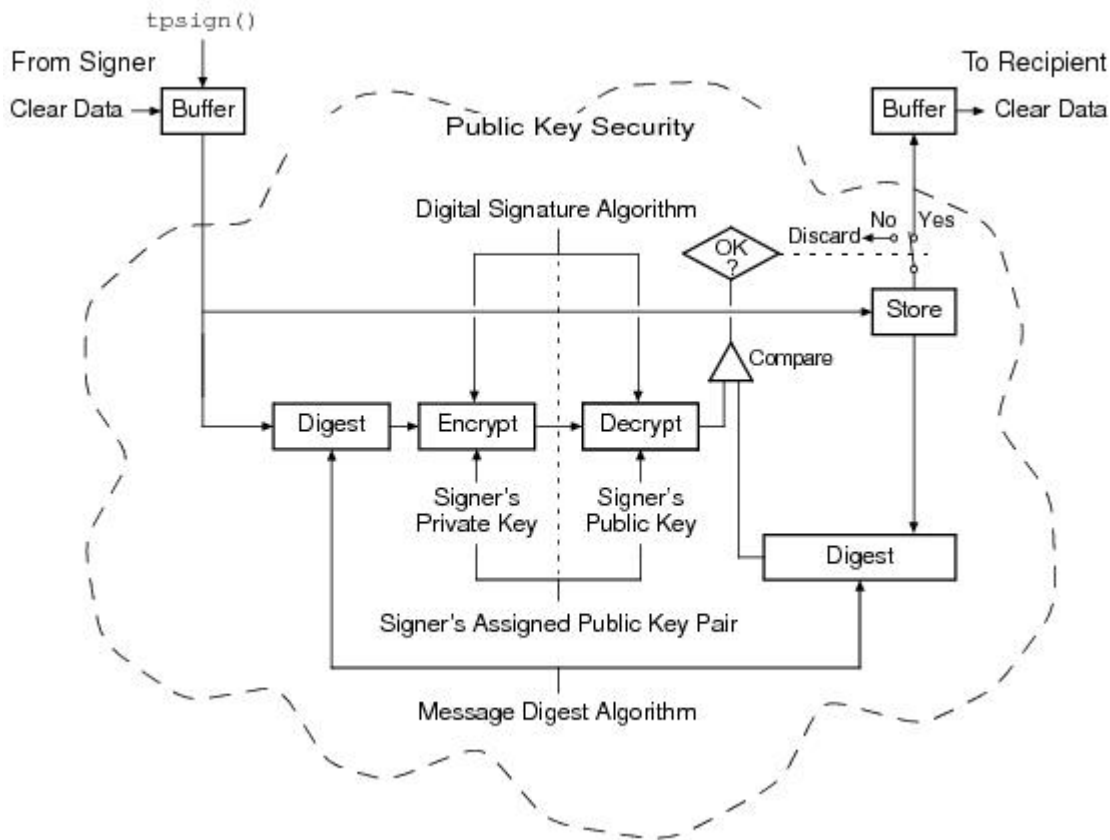 tpsign()
From Signer
To Recipient
Clear Data
Buffer
Buffer
Clear Data
Public Key Security
Digital Signature Algorithm
No
Yes
Discard
OK
?
Store
Compare
Digest
Encrypt
Decrypt
Signer's
Private Key
Signer's
Public Key
Digest
Signer's Assigned Public Key Pair
Message Digest Algorithm